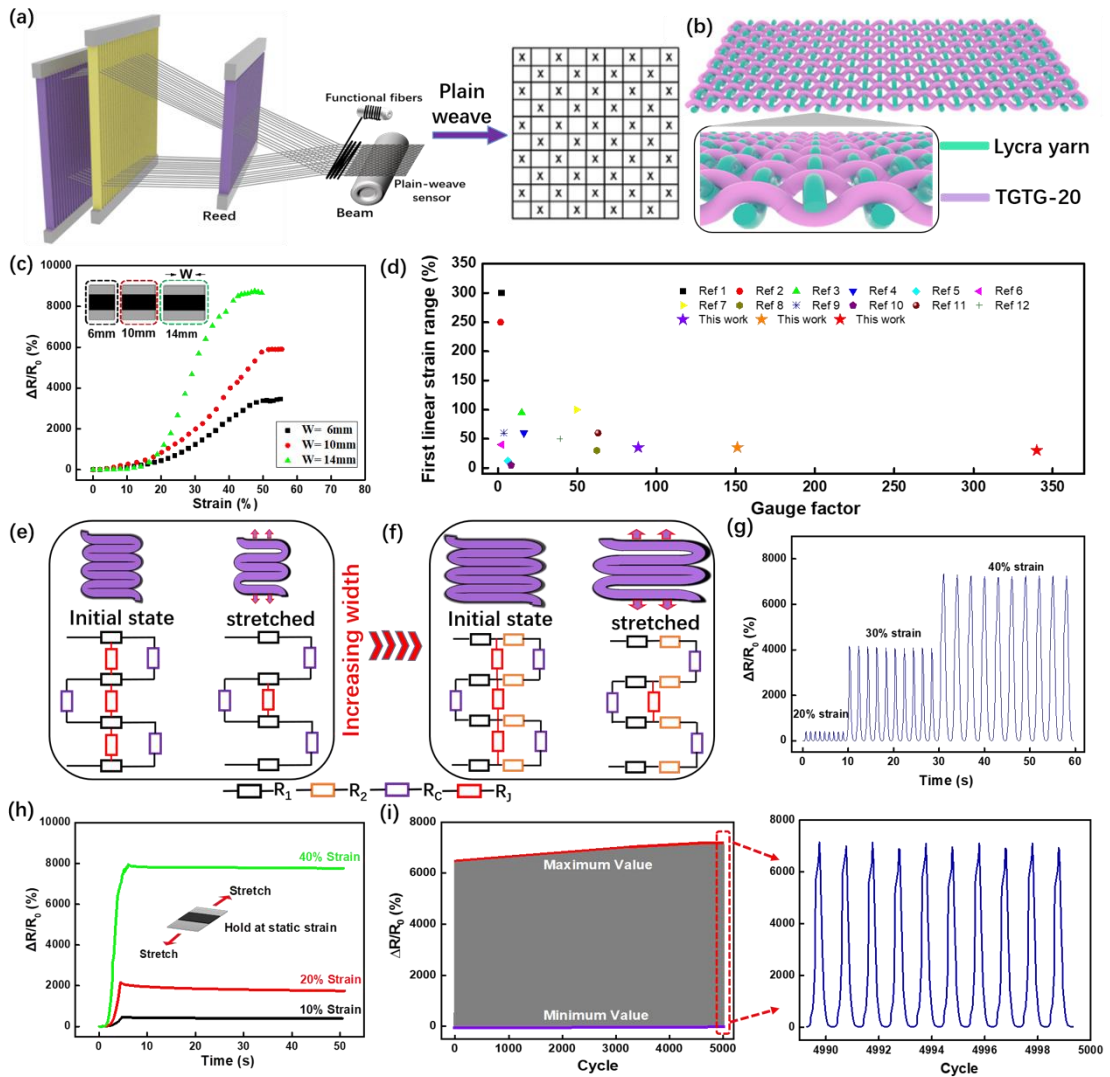 (a)
Functional fibers
Plain
weave
Plain-weave
sensor
Reed
Beam
X X X X X
X X X X X
X X X X X
X X X X X
X X X X X
X X X X X
X X X X X
X X X X X
X X X X X
X X X X X
(b)
Lycra yarn
TGTG-20
(c)
10000
8000
6000
4000
2000
0
ΔR/R0 (%)
W
6mm 10mm 14mm
W= 6mm
W=10mm
W=14mm
0 10 20 30 40 50 60 70 80
Strain (%)
(d)
350
300
250
200
150
100
50
0
First linear strain range (%)
Ref 1 Ref 2 Ref 3 Ref 4 Ref 5 Ref 6
Ref 7 Ref 8 Ref 9 Ref 10 Ref 11 Ref 12
This work This work This work
0 50 100 150 200 250 300 350
Gauge factor
(e)
Initial state stretched
Increasing width
(f)
Initial state stretched
R1 R2 RC RJ
(g)
8000
6000
4000
2000
0
ΔR/R0 (%)
20% strain
30% strain
40% strain
0 10 20 30 40 50 60
Time (s)
(h)
10000
8000
6000
4000
2000
0
ΔR/R0 (%)
40% Strain
Stretch
Hold at static strain
Stretch
20% Strain
10% Strain
0 10 20 30 40 50
Time (s)
(i)
8000
6000
4000
2000
0
ΔR/R0 (%)
Maximum Value
Minimum Value
0 1000 2000 3000 4000 5000
Cycle
8000
6000
4000
2000
0
4990 4992 4994 4996 4998 5000
Cycle